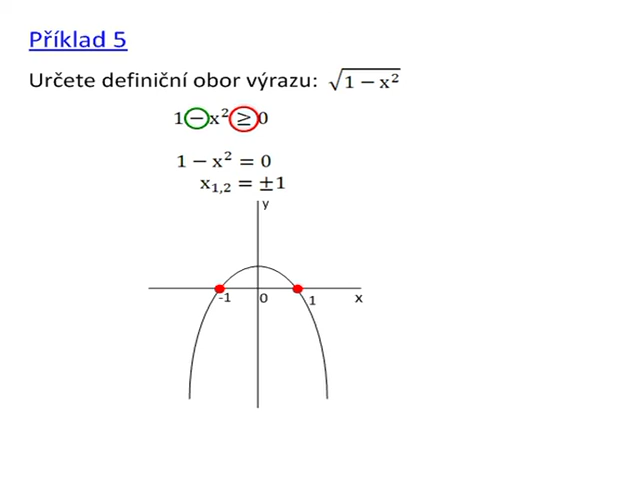 Příklad 5
Určete definiční obor výrazu: √(1 − x²)
1 − x² ≥ 0
1 − x² = 0
x₁,₂ = ±1
y
-1 0 1 x